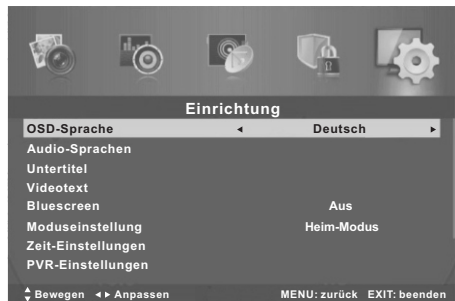 Einrichtung
OSD-Sprache Deutsch
Audio-Sprachen
Untertitel
Videotext
Bluescreen Aus
Moduseinstellung Heim-Modus
Zeit-Einstellungen
PVR-Einstellungen
Bewegen Anpassen MENU: zurück EXIT: beenden